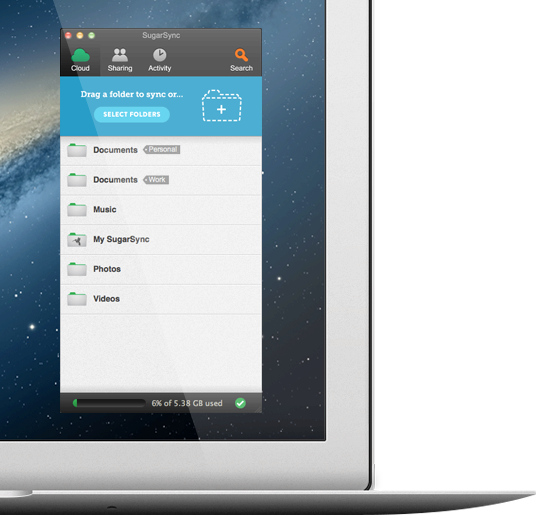 SugarSync
Cloud
Sharing
Activity
Search
Drag a folder to sync or...
SELECT FOLDERS
Documents Personal
Documents Work
Music
My SugarSync
Photos
Videos
6% of 5.38 GB used